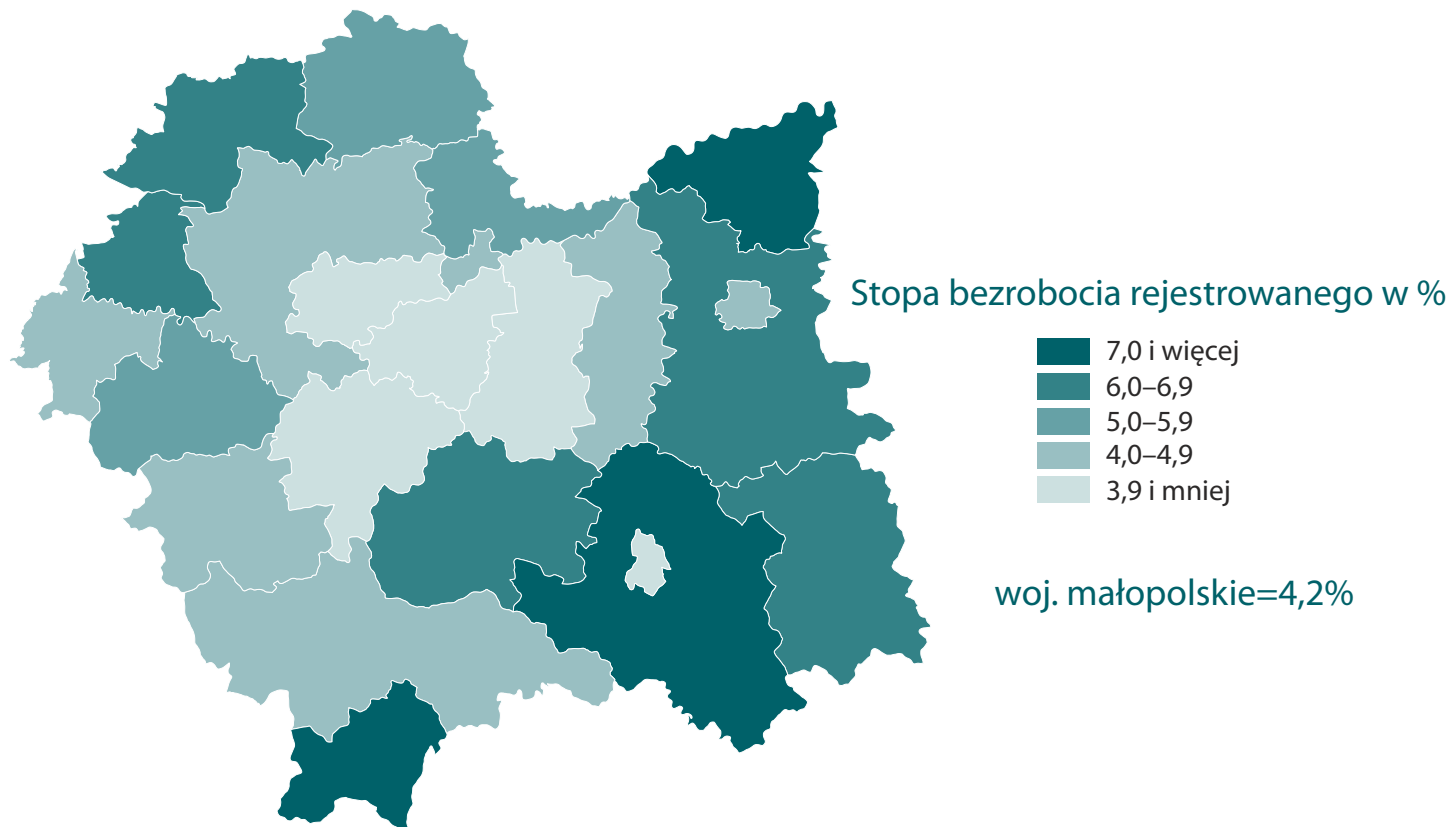 Stopa bezrobocia rejestrowanego w %
7,0 i więcej
6,0–6,9
5,0–5,9
4,0–4,9
3,9 i mniej
woj. małopolskie=4,2%